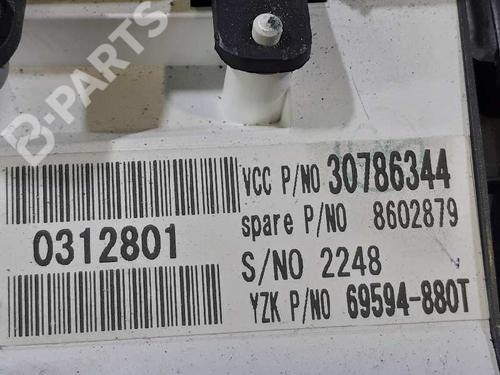 B-PARTS
VCC P/NO 30786344
spare P/NO 8602879
0312801
S/NO 2248
YZK P/NO 69594-880T